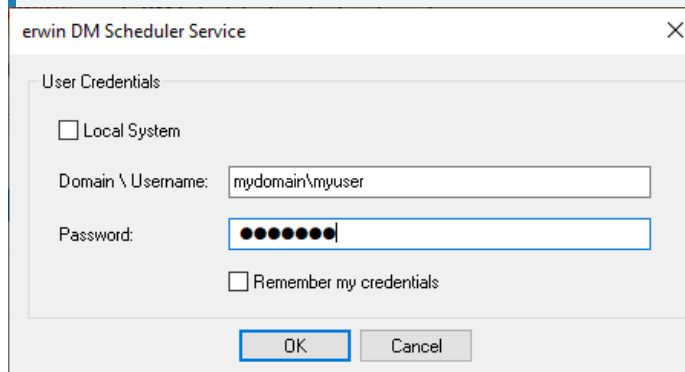 erwin DM Scheduler Service
User Credentials
Local System
Domain \ Username: mydomain\myuser
Password: ●●●●●●●
Remember my credentials
OK Cancel